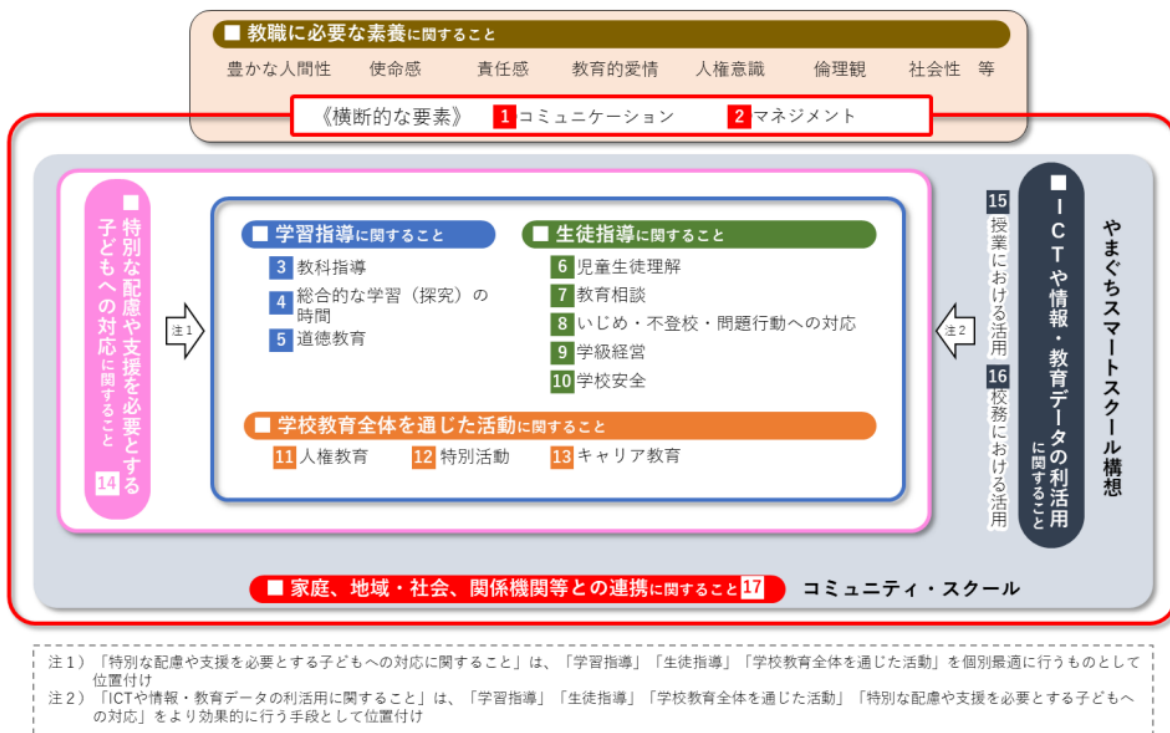 ■ 教職に必要な素養に関すること
豊かな人間性 使命感 責任感 教育的愛情 人権意識 倫理観 社会性 等
《横断的な要素》 1 コミュニケーション 2 マネジメント
■ 特別な配慮や支援を必要とする
子どもへの対応に関すること 14
注1
■ 学習指導に関すること
3 教科指導
4 総合的な学習（探究）の
時間
5 道徳教育
■ 生徒指導に関すること
6 児童生徒理解
7 教育相談
8 いじめ・不登校・問題行動への対応
9 学級経営
10 学校安全
■ 学校教育全体を通じた活動に関すること
11 人権教育 12 特別活動 13 キャリア教育
注2
15 授業における活用 16 校務における活用
■ ICTや情報・教育データの利活用
に関すること
やまぐちスマートスクール構想
■ 家庭、地域・社会、関係機関等との連携に関すること 17
コミュニティ・スクール
注１）「特別な配慮や支援を必要とする子どもへの対応に関すること」は、「学習指導」「生徒指導」「学校教育全体を通じた活動」を個別最適に行うものとして
位置付け
注２）「ICTや情報・教育データの利活用に関すること」は、「学習指導」「生徒指導」「学校教育全体を通じた活動」「特別な配慮や支援を必要とする子どもへ
の対応」をより効果的に行う手段として位置付け